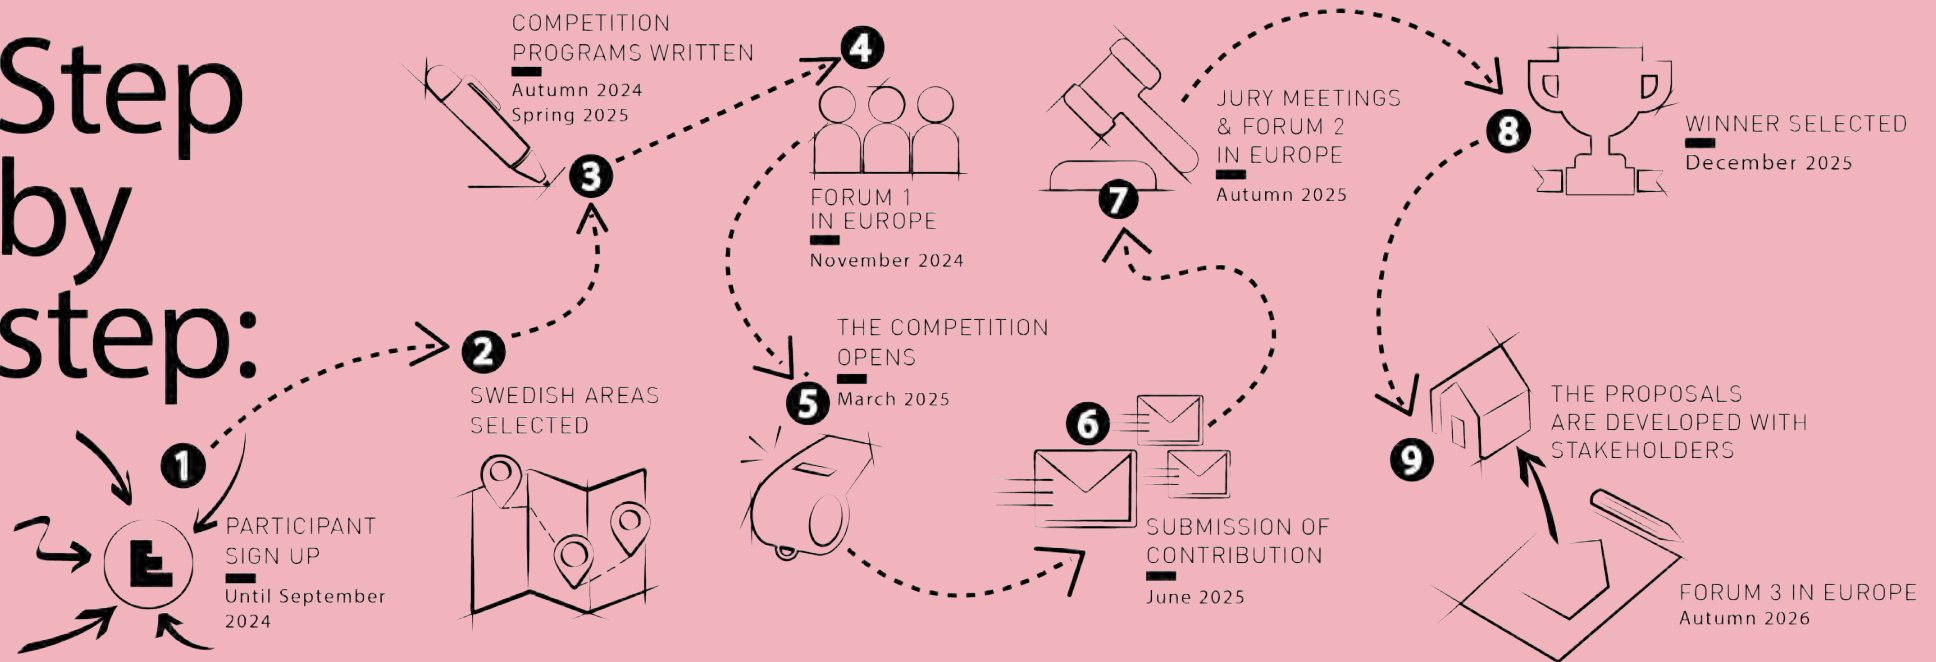 Step
by
step:
1
PARTICIPANT
SIGN UP
Until September
2024
2
SWEDISH AREAS
SELECTED
3
COMPETITION
PROGRAMS WRITTEN
Autumn 2024
Spring 2025
4
FORUM 1
IN EUROPE
November 2024
5
THE COMPETITION
OPENS
March 2025
6
SUBMISSION OF
CONTRIBUTION
June 2025
7
JURY MEETINGS
& FORUM 2
IN EUROPE
Autumn 2025
8
WINNER SELECTED
December 2025
9
THE PROPOSALS
ARE DEVELOPED WITH
STAKEHOLDERS
FORUM 3 IN EUROPE
Autumn 2026
E